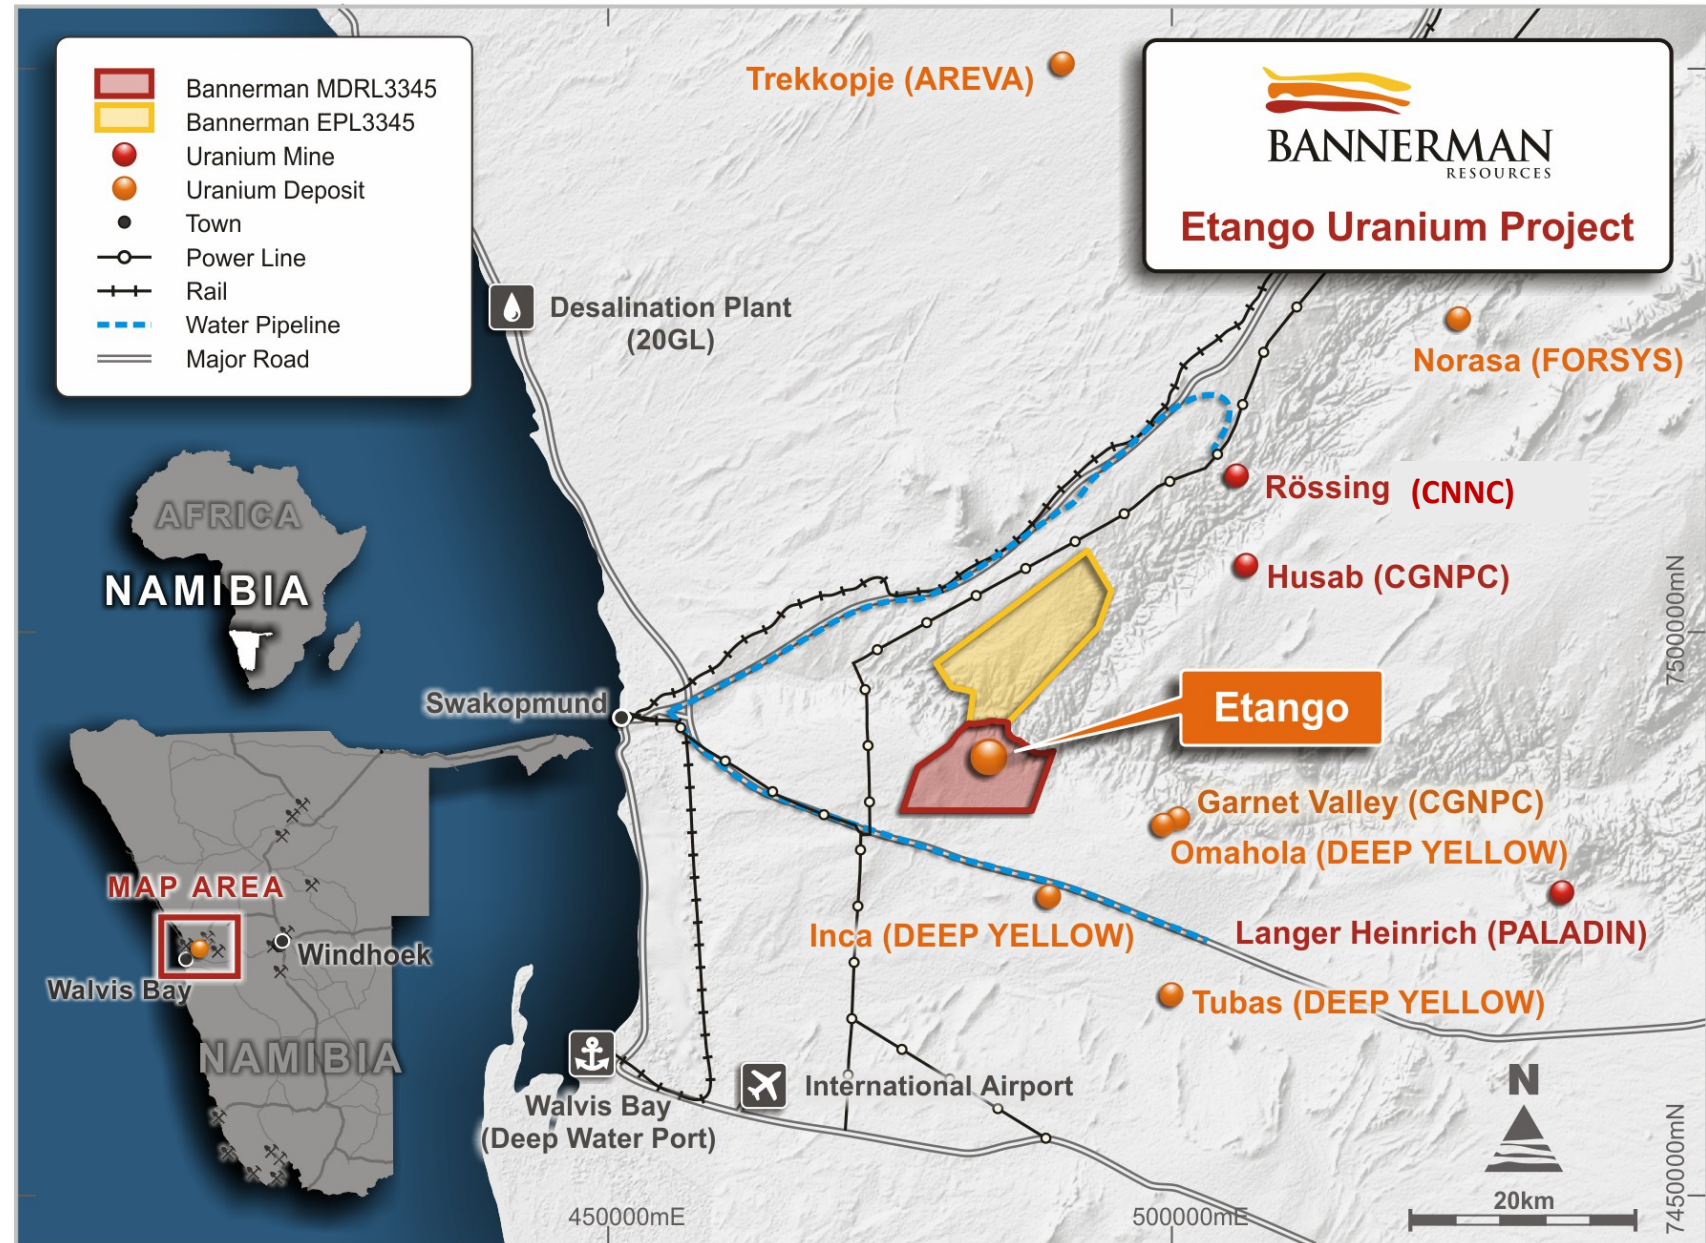 Bannerman MDRL3345
Bannerman EPL3345
Uranium Mine
Uranium Deposit
Town
Power Line
Rail
Water Pipeline
Major Road
Trekkopje (AREVA)
BANNERMAN
RESOURCES
Etango Uranium Project
Desalination Plant
(20GL)
Norasa (FORSYS)
Rössing (CNNC)
Husab (CGNPC)
AFRICA
NAMIBIA
7500000mN
Swakopmund
Etango
Garnet Valley (CGNPC)
Omahola (DEEP YELLOW)
MAP AREA
Windhoek
Walvis Bay
NAMIBIA
Inca (DEEP YELLOW)
Langer Heinrich (PALADIN)
Tubas (DEEP YELLOW)
International Airport
Walvis Bay
(Deep Water Port)
N
20km
7450000mN
450000mE
500000mE